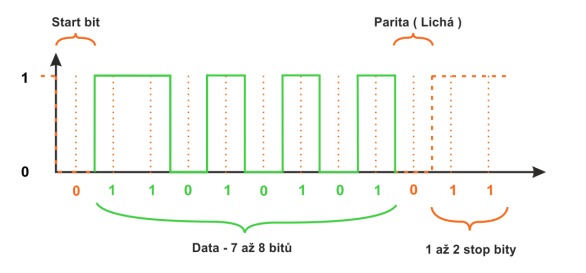 Start bit
Parita ( Lichá )
1
0
0 1 1 0 1 0 1 0 1 0 1 1
Data - 7 až 8 bitů
1 až 2 stop bity